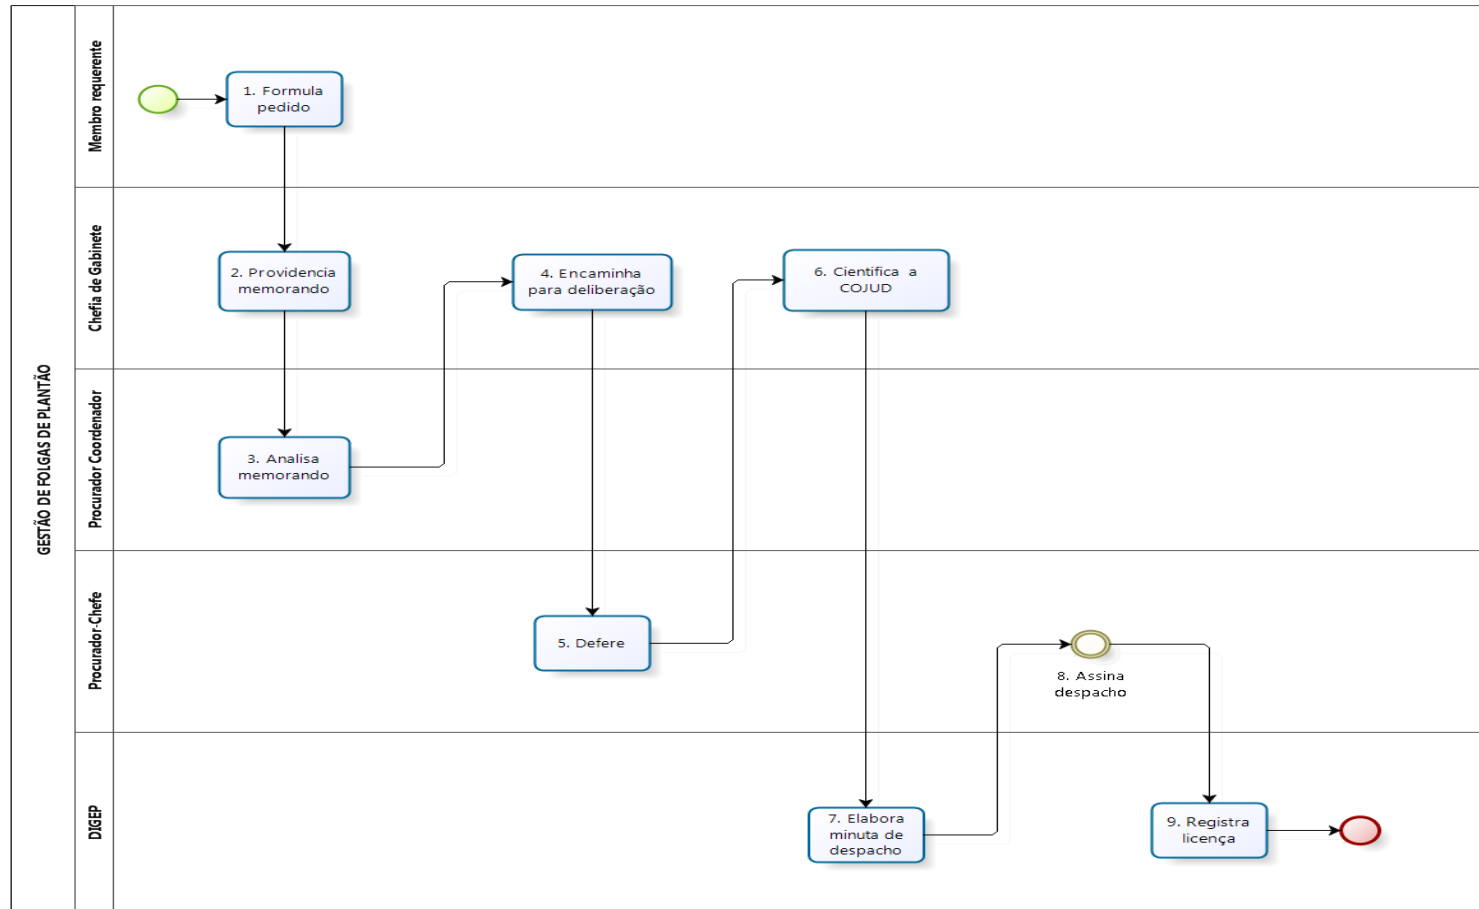 GESTÃO DE FOLGAS DE PLANTÃO
Membro requerente
1. Formula
pedido
Chefia de Gabinete
2. Providencia
memorando
4. Encaminha
para deliberação
6. Cientifica a
COJUD
Procurador Coordenador
3. Analisa
memorando
Procurador-Chefe
5. Defere
8. Assina
despacho
DIGEP
7. Elabora
minuta de
despacho
9. Registra
licença